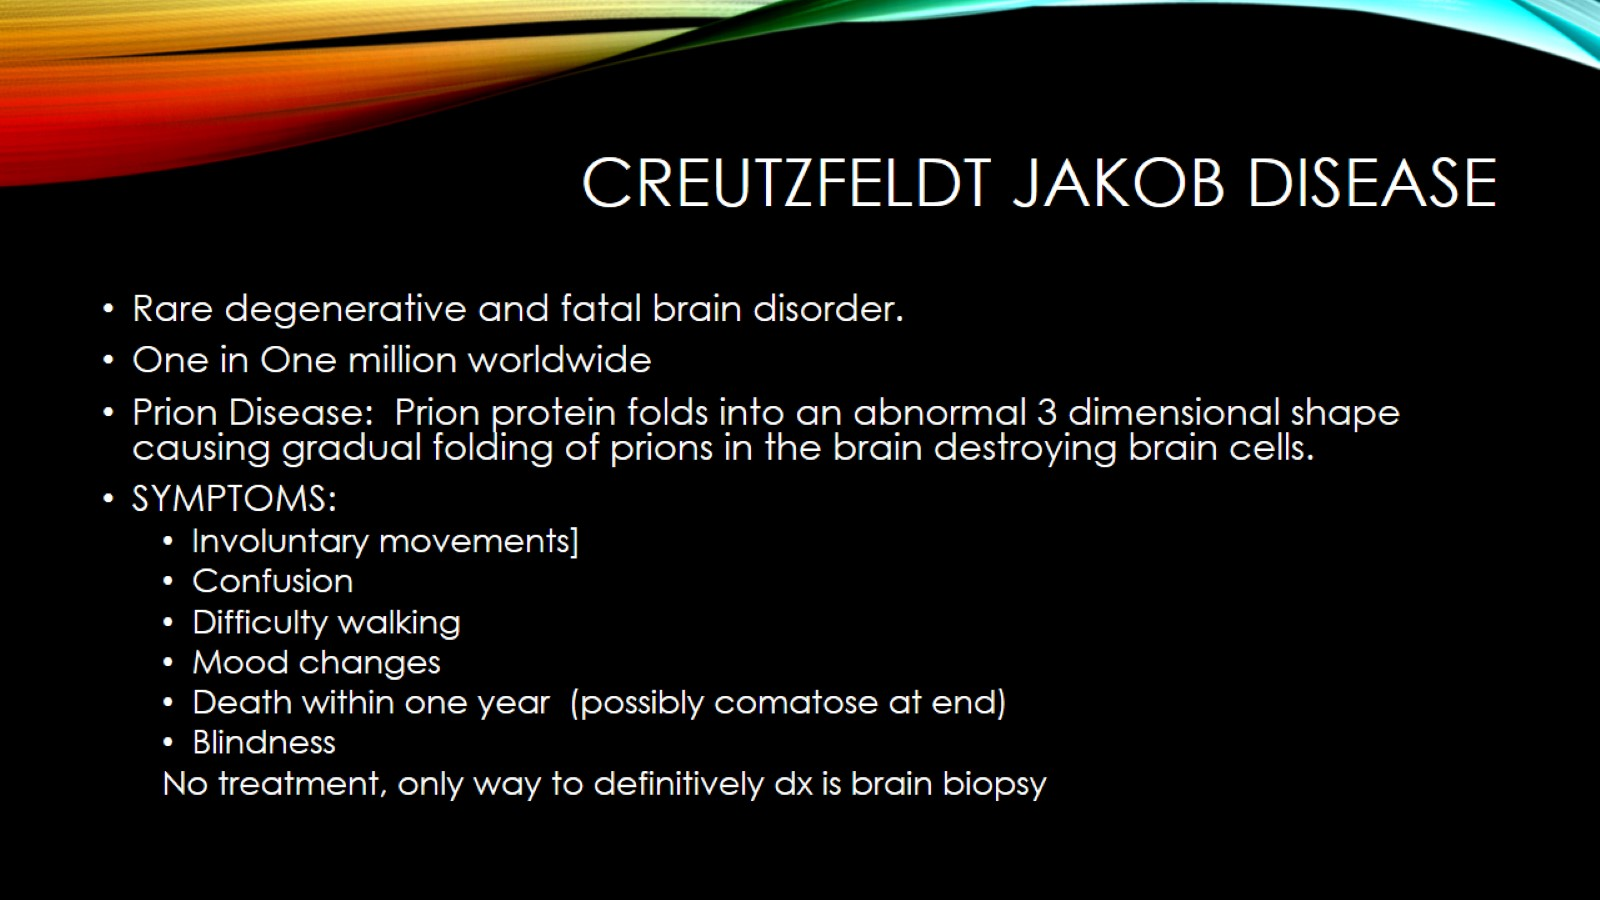 CREUTZFELDT JAKOB DISEASE
• Rare degenerative and fatal brain disorder.
• One in One million worldwide
• Prion Disease:  Prion protein folds into an abnormal 3 dimensional shape
causing gradual folding of prions in the brain destroying brain cells.
• SYMPTOMS:
• Involuntary movements]
• Confusion
• Difficulty walking
• Mood changes
• Death within one year  (possibly comatose at end)
• Blindness
No treatment, only way to definitively dx is brain biopsy